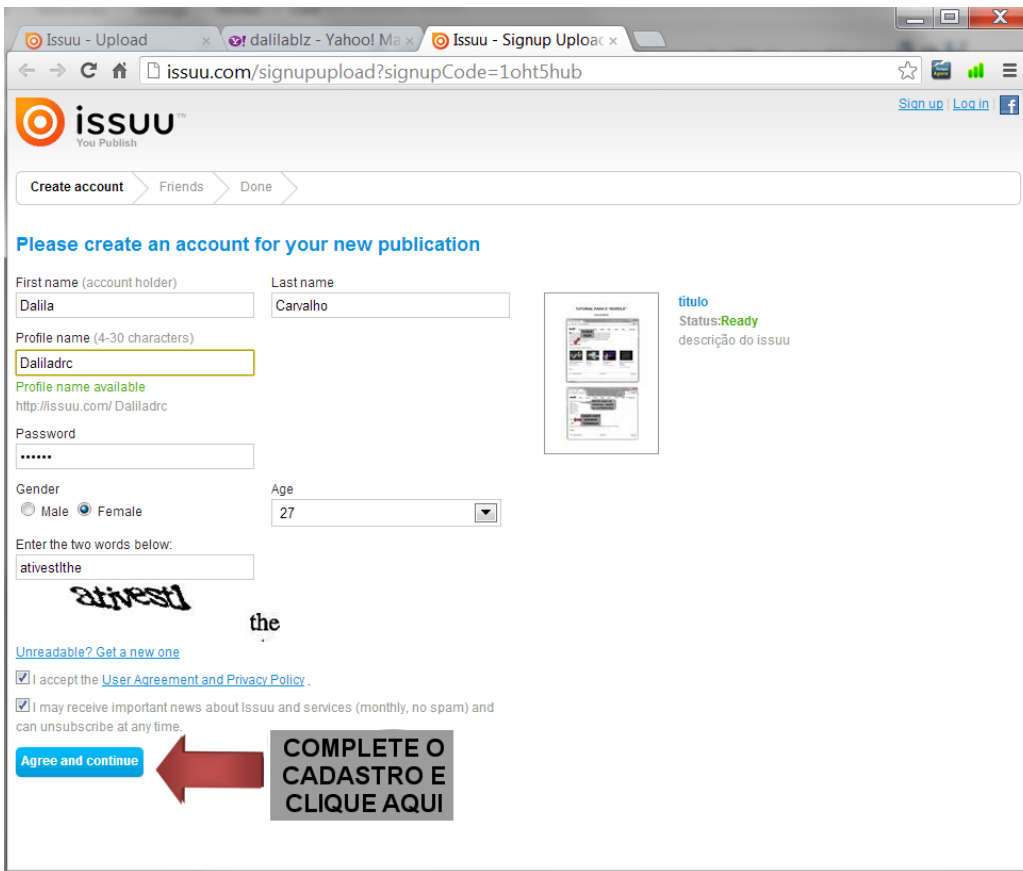 Issuu - Upload
dalilablz - Yahoo! Ma
Issuu - Signup Upload
issuu.com/signupupload?signupCode=1oht5hub
Sign up | Log in
issuu
You Publish
Create account
Friends
Done
Please create an account for your new publication
First name (account holder)
Last name
Dalila
Carvalho
Profile name (4-30 characters)
Daliladrc
Profile name available
http://issuu.com/ Daliladrc
Password
••••••
Gender
Age
Male
Female
27
Enter the two words below:
ativestlthe
ativestl
the
Unreadable? Get a new one
I accept the User Agreement and Privacy Policy .
I may receive important news about Issuu and services (monthly, no spam) and
can unsubscribe at any time.
Agree and continue
COMPLETE O
CADASTRO E
CLIQUE AQUI
titulo
Status:Ready
descrição do issuu